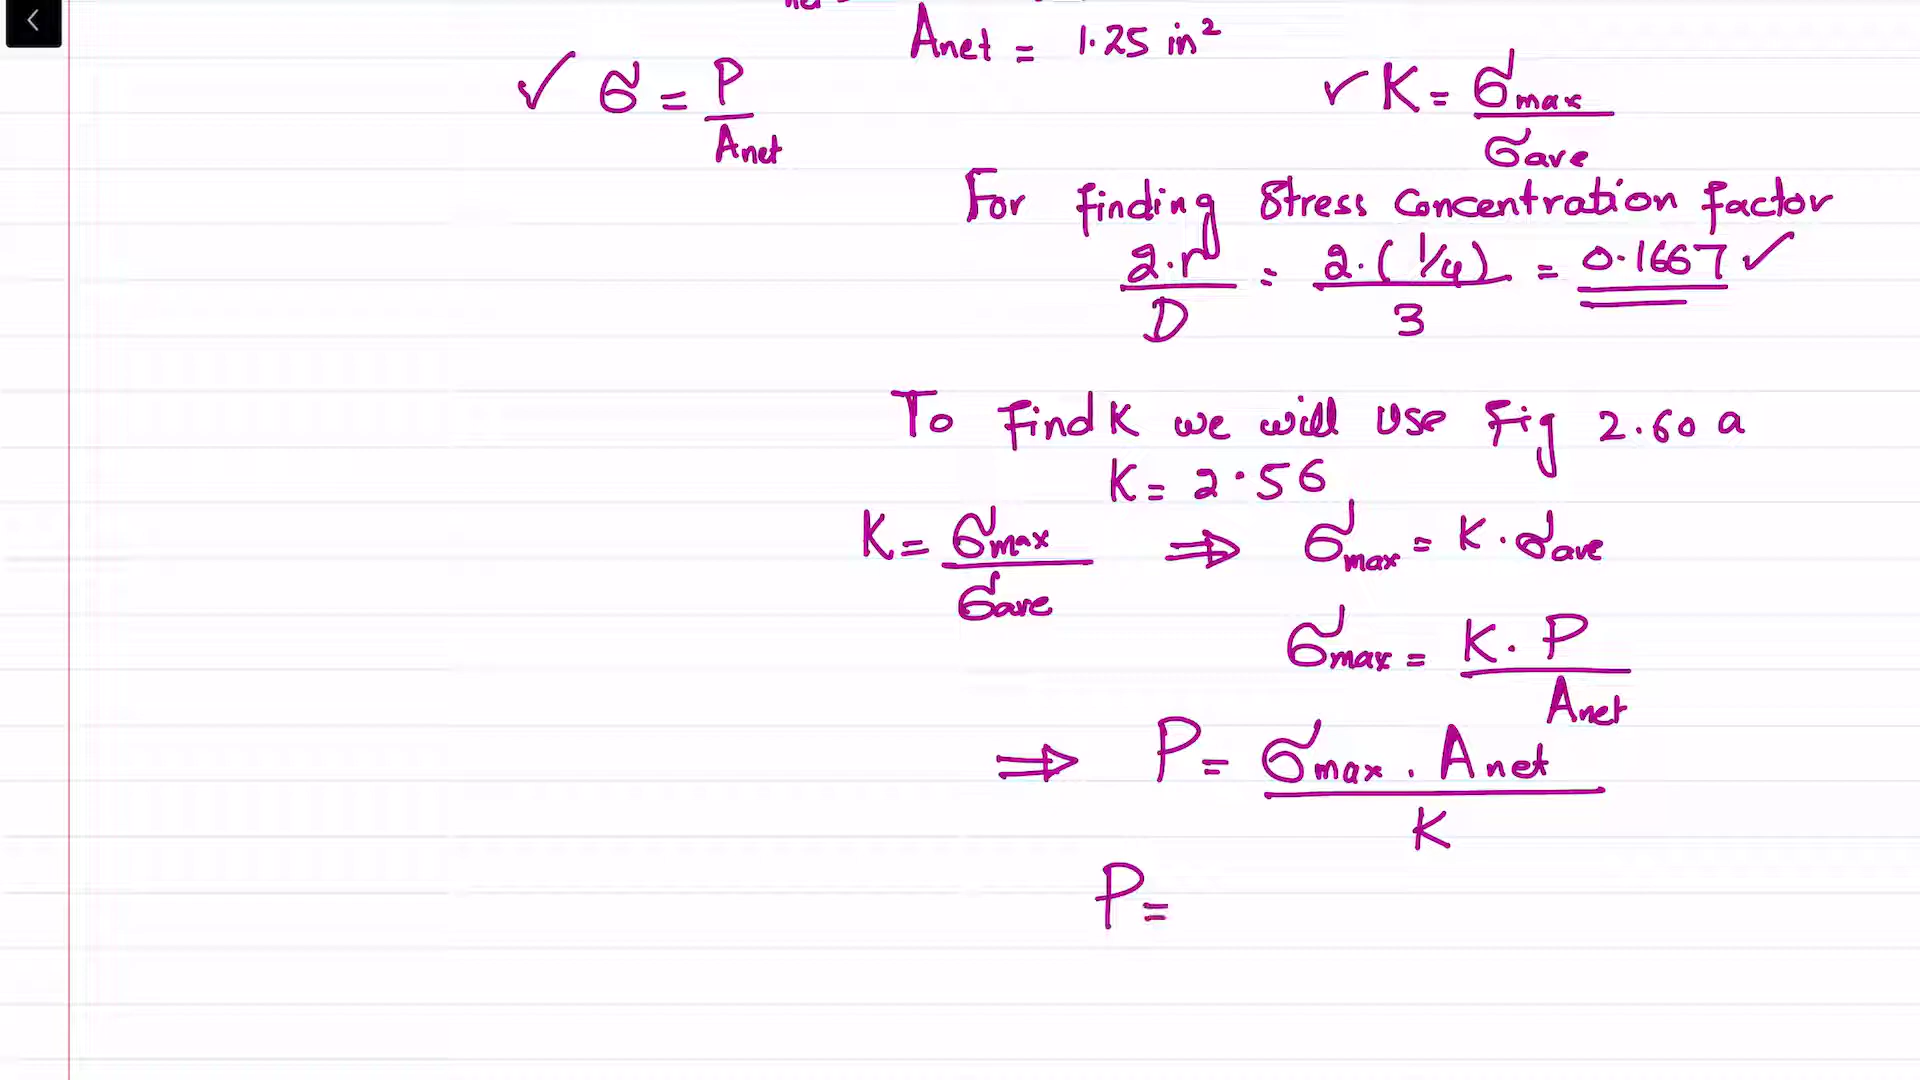 Anet = 1.25 in²
✓ σ = P / Anet
✓ K = σmax / σave
For finding Stress Concentration factor
2.r / D = 2.(1/4) / 3 = 0.1667 ✓
To Find K we will use Fig 2.60 a
K = 2.56
K = σmax / σave ⇒ σmax = K . σave
σmax = K . P / Anet
⇒ P = σmax . Anet / K
P =